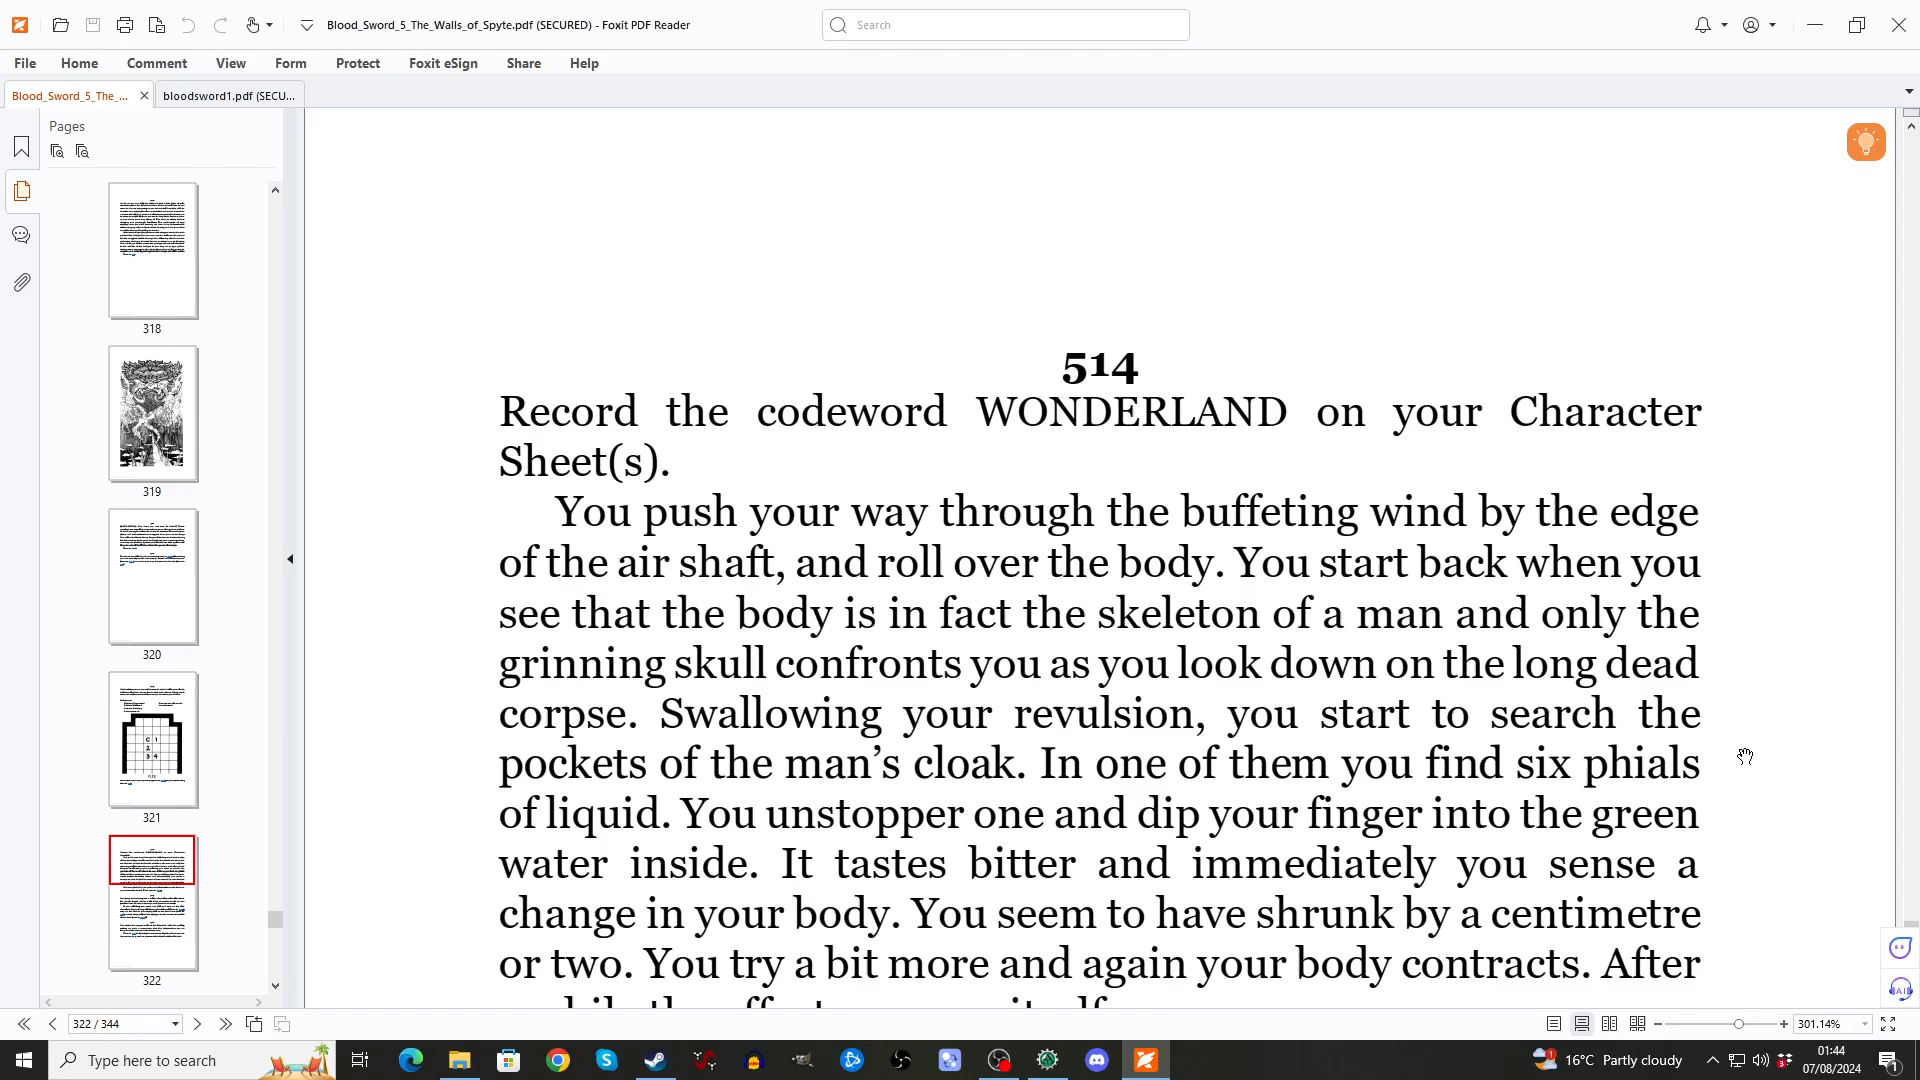 Blood_Sword_5_The_Walls_of_Spyte.pdf (SECURED) - Foxit PDF Reader
Search
File Home Comment View Form Protect Foxit eSign Share Help
Blood_Sword_5_The_... bloodsword1.pdf (SECU...
Pages
318
319
320
321
322
514
Record the codeword WONDERLAND on your Character
Sheet(s).
You push your way through the buffeting wind by the edge
of the air shaft, and roll over the body. You start back when you
see that the body is in fact the skeleton of a man and only the
grinning skull confronts you as you look down on the long dead
corpse. Swallowing your revulsion, you start to search the
pockets of the man’s cloak. In one of them you find six phials
of liquid. You unstopper one and dip your finger into the green
water inside. It tastes bitter and immediately you sense a
change in your body. You seem to have shrunk by a centimetre
or two. You try a bit more and again your body contracts. After
322 / 344
301.14%
Type here to search
16°C Partly cloudy
01:44
07/08/2024